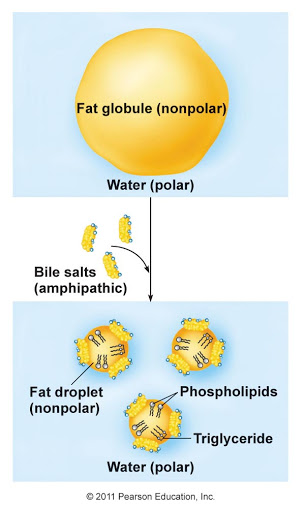 Fat globule (nonpolar)
Water (polar)
Bile salts
(amphipathic)
Fat droplet
(nonpolar)
Phospholipids
Triglyceride
Water (polar)
© 2011 Pearson Education, Inc.